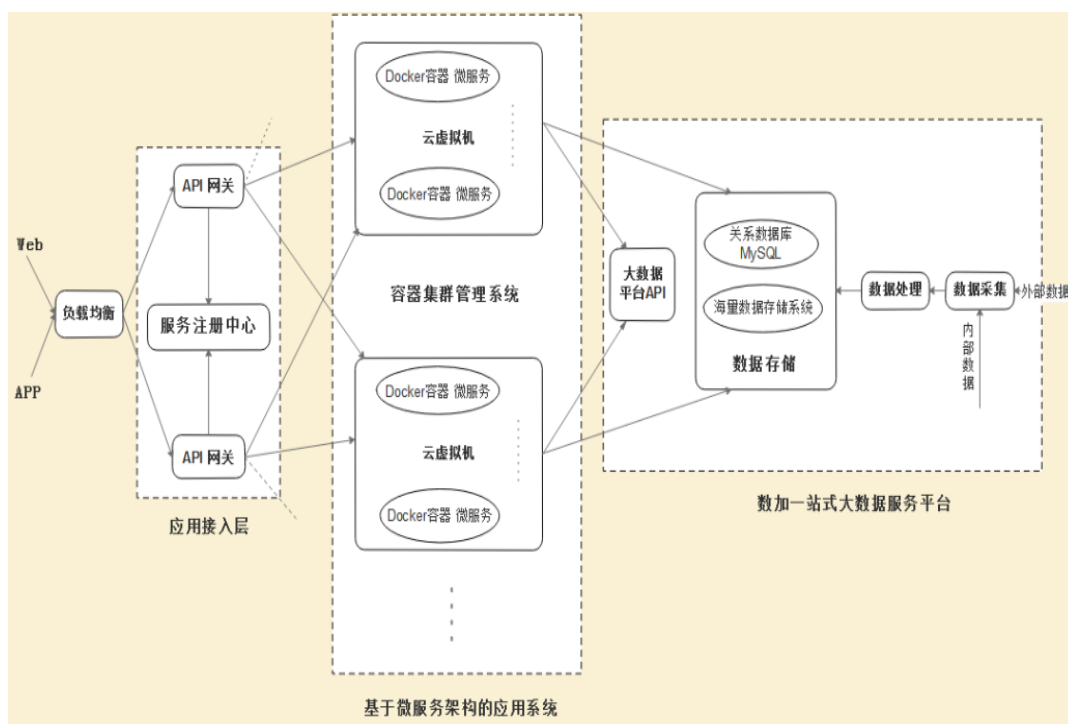 Web
APP
负载均衡
API 网关
服务注册中心
API 网关
应用接入层
Docker容器 微服务
云虚拟机
Docker容器 微服务
容器集群管理系统
Docker容器 微服务
云虚拟机
Docker容器 微服务
基于微服务架构的应用系统
大数据
平台API
关系数据库
MySQL
海量数据存储系统
数据存储
数据处理
数据采集
外部数据
内部数据
数加一站式大数据服务平台